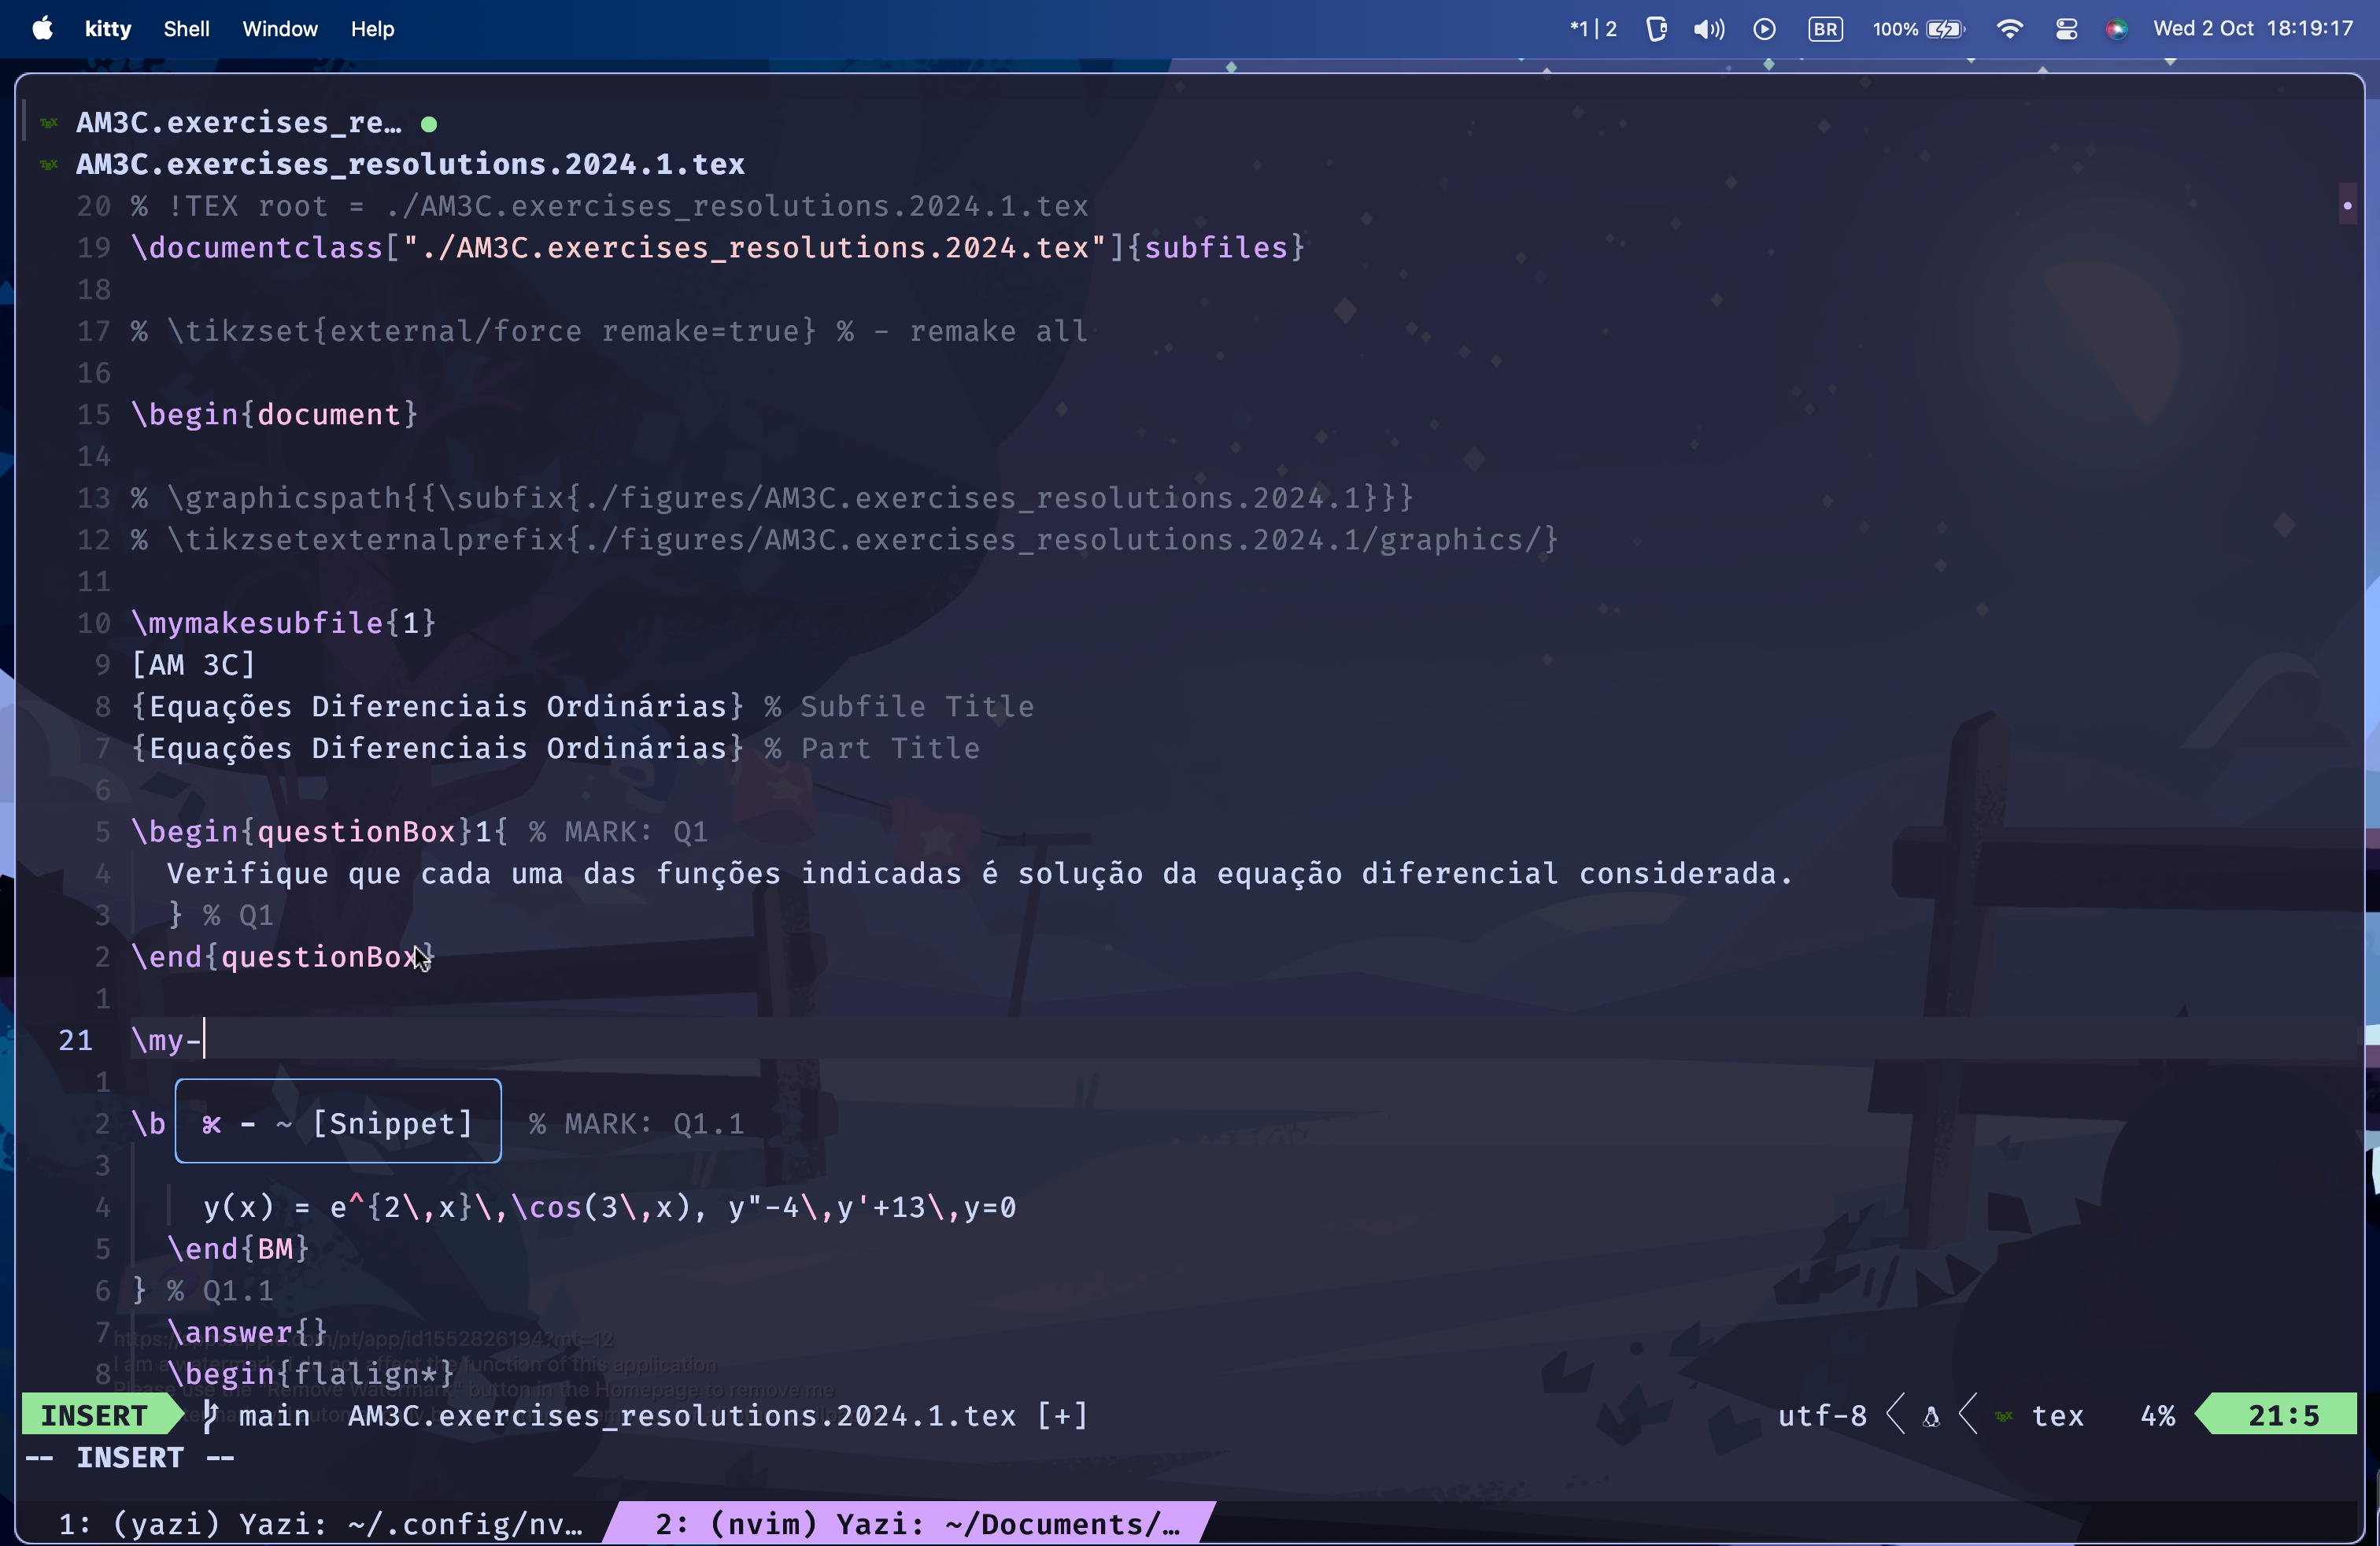 kitty Shell Window Help *1|2 BR 100% Wed 2 Oct 18:19:17
AM3C.exercises_re…
AM3C.exercises_resolutions.2024.1.tex
20 % !TEX root = ./AM3C.exercises_resolutions.2024.1.tex
19 \documentclass["./AM3C.exercises_resolutions.2024.tex"]{subfiles}
18
17 % \tikzset{external/force remake=true} % - remake all
16
15 \begin{document}
14
13 % \graphicspath{{\subfix{./figures/AM3C.exercises_resolutions.2024.1}}}
12 % \tikzsetexternalprefix{./figures/AM3C.exercises_resolutions.2024.1/graphics/}
11
10 \mymakesubfile{1}
9 [AM 3C]
8 {Equações Diferenciais Ordinárias} % Subfile Title
7 {Equações Diferenciais Ordinárias} % Part Title
6
5 \begin{questionBox}1{ % MARK: Q1
4 Verifique que cada uma das funções indicadas é solução da equação diferencial considerada.
3 } % Q1
2 \end{questionBox}
1
21 \my-
1
2 \b - ~ [Snippet] % MARK: Q1.1
3
4 y(x) = e^{2\,x}\,\cos(3\,x), y"-4\,y'+13\,y=0
5 \end{BM}
6 } % Q1.1
7 \answer{}
8 \begin{flalign*}
I am a watermark, I do not affect the function of this application
Please use the "Remove Watermark" button in the Homepage to remove me
INSERT main AM3C.exercises_resolutions.2024.1.tex [+] utf-8 tex 4% 21:5
-- INSERT --
1: (yazi) Yazi: ~/.config/nv… 2: (nvim) Yazi: ~/Documents/…